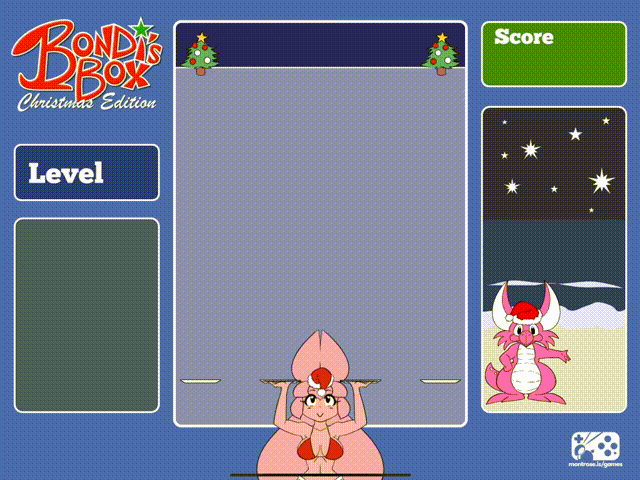 BONDI'S
BOX
Christmas Edition
Level
Score
montrose.is/games